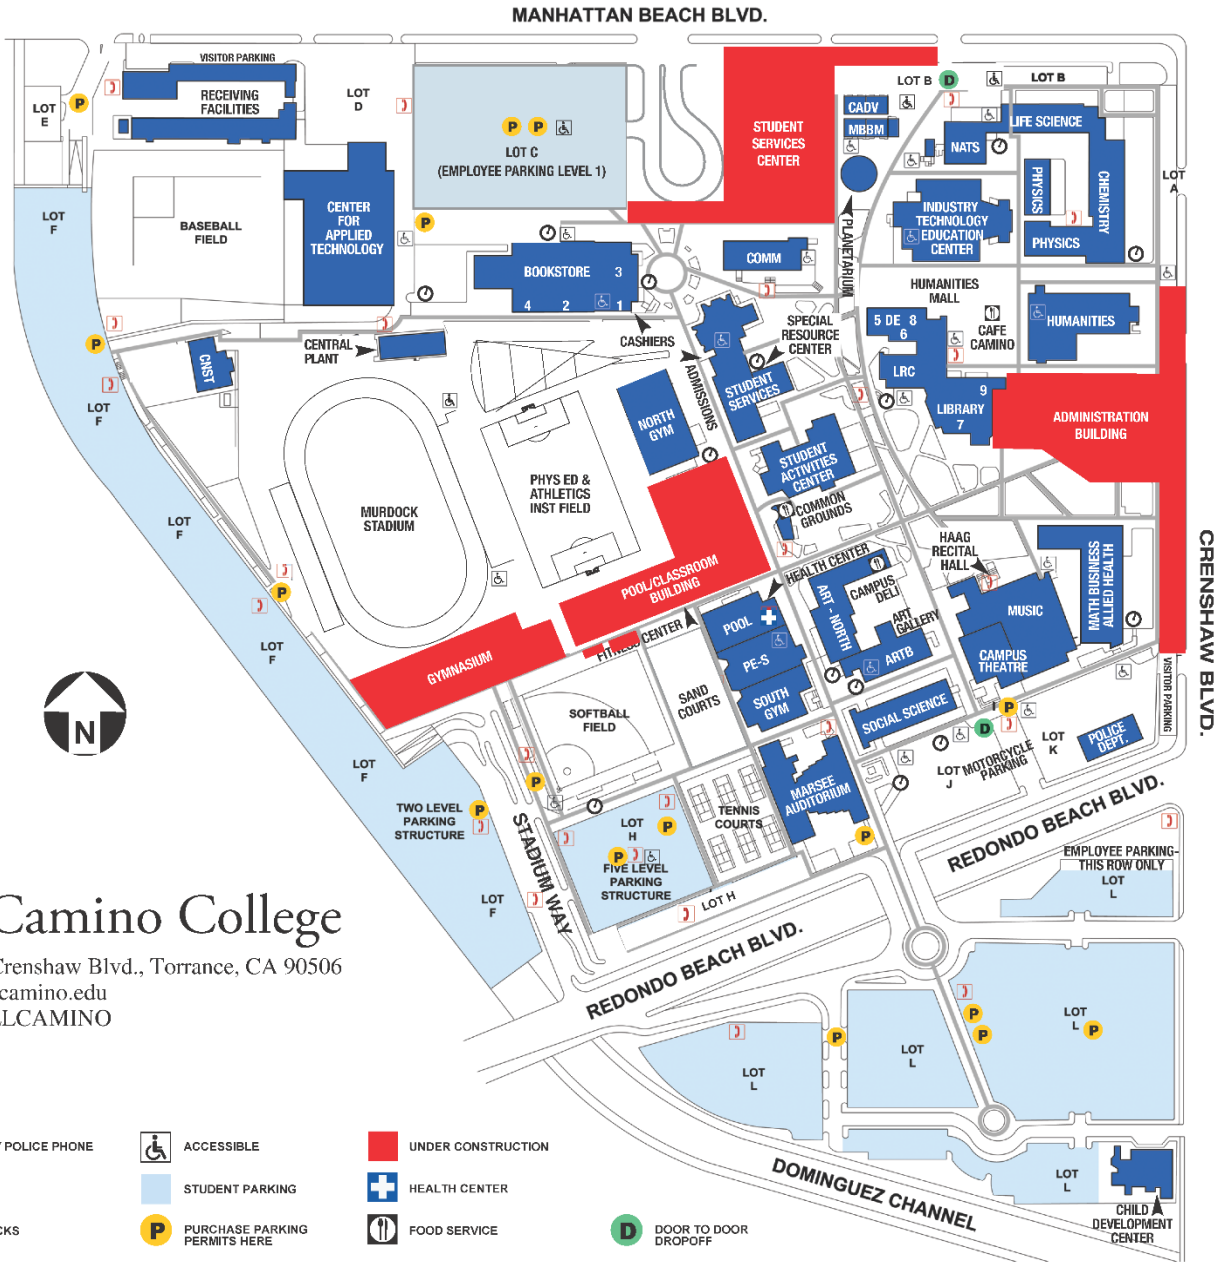 MANHATTAN BEACH BLVD.
VISITOR PARKING
RECEIVING
FACILITIES
LOT
E
P
LOT
D
P P
LOT C
(EMPLOYEE PARKING LEVEL 1)
STUDENT
SERVICES
CENTER
LOT B
D
LOT B
CADV
MBBM
LIFE SCIENCE
NATS
PHYSICS
CHEMISTRY
PHYSICS
LOT
A
LOT
F
BASEBALL
FIELD
CENTER
FOR
APPLIED
TECHNOLOGY
P
INDUSTRY
TECHNOLOGY
EDUCATION
CENTER
PLANETARIUM
BOOKSTORE 3
4 2 1
COMM
HUMANITIES
MALL
CAFE
CAMINO
HUMANITIES
5 DE 8
6
LRC
9
LIBRARY
7
P
CENTRAL
PLANT
CNST
CASHIERS
ADMISSIONS
SPECIAL
RESOURCE
CENTER
STUDENT
SERVICES
ADMINISTRATION
BUILDING
LOT
F
NORTH
GYM
STUDENT
ACTIVITIES
CENTER
COMMON
GROUNDS
PHYS ED &
ATHLETICS
INST FIELD
MURDOCK
STADIUM
LOT
F
HAAG
RECITAL
HALL
CRENSHAW BLVD.
POOL/CLASSROOM
BUILDING
HEALTH CENTER
ART - NORTH
CAMPUS
DELI
ART
GALLERY
ARTB
MUSIC
CAMPUS
THEATRE
MATH BUSINESS
ALLIED HEALTH
P
LOT
F
GYMNASIUM
FITNESS CENTER
POOL
PE-S
SOUTH
GYM
SAND
COURTS
SOFTBALL
FIELD
SOCIAL SCIENCE
P
D
VISITOR PARKING
POLICE
DEPT.
LOT
K
LOT
J
MOTORCYCLE
PARKING
N
LOT
F
P
TWO LEVEL
PARKING
STRUCTURE
P
STADIUM WAY
LOT
H
P
P
FIVE LEVEL
PARKING
STRUCTURE
TENNIS
COURTS
MARSEE
AUDITORIUM
P
REDONDO BEACH BLVD.
EMPLOYEE PARKING-
THIS ROW ONLY
LOT
L
LOT
F
LOT H
REDONDO BEACH BLVD.
Camino College
Crenshaw Blvd., Torrance, CA 90506
camino.edu
LCAMINO
P
P
LOT
L
P
P
LOT
L
LOT
L
DOMINGUEZ CHANNEL
LOT
L
CHILD
DEVELOPMENT
CENTER
POLICE PHONE
ACCESSIBLE
UNDER CONSTRUCTION
STUDENT PARKING
HEALTH CENTER
CKS
P
PURCHASE PARKING
PERMITS HERE
FOOD SERVICE
D
DOOR TO DOOR
DROPOFF